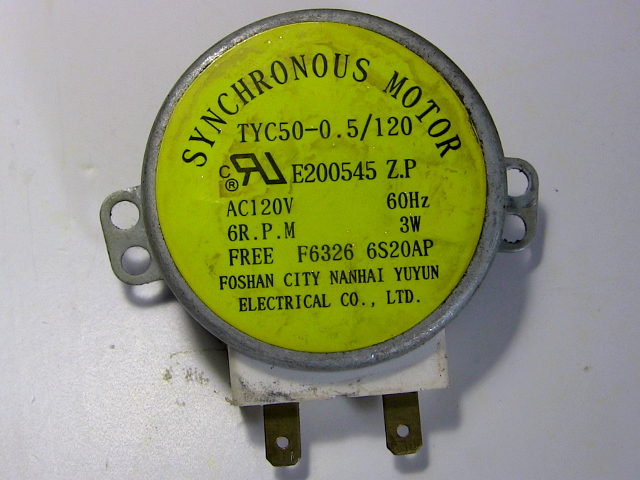 SYNCHRONOUS MOTOR
TYC50-0.5/120
c RU ® E200545 Z.P
AC120V 60Hz
6R.P.M 3W
FREE F6326 6S20AP
FOSHAN CITY NANHAI YUYUN
ELECTRICAL CO., LTD.